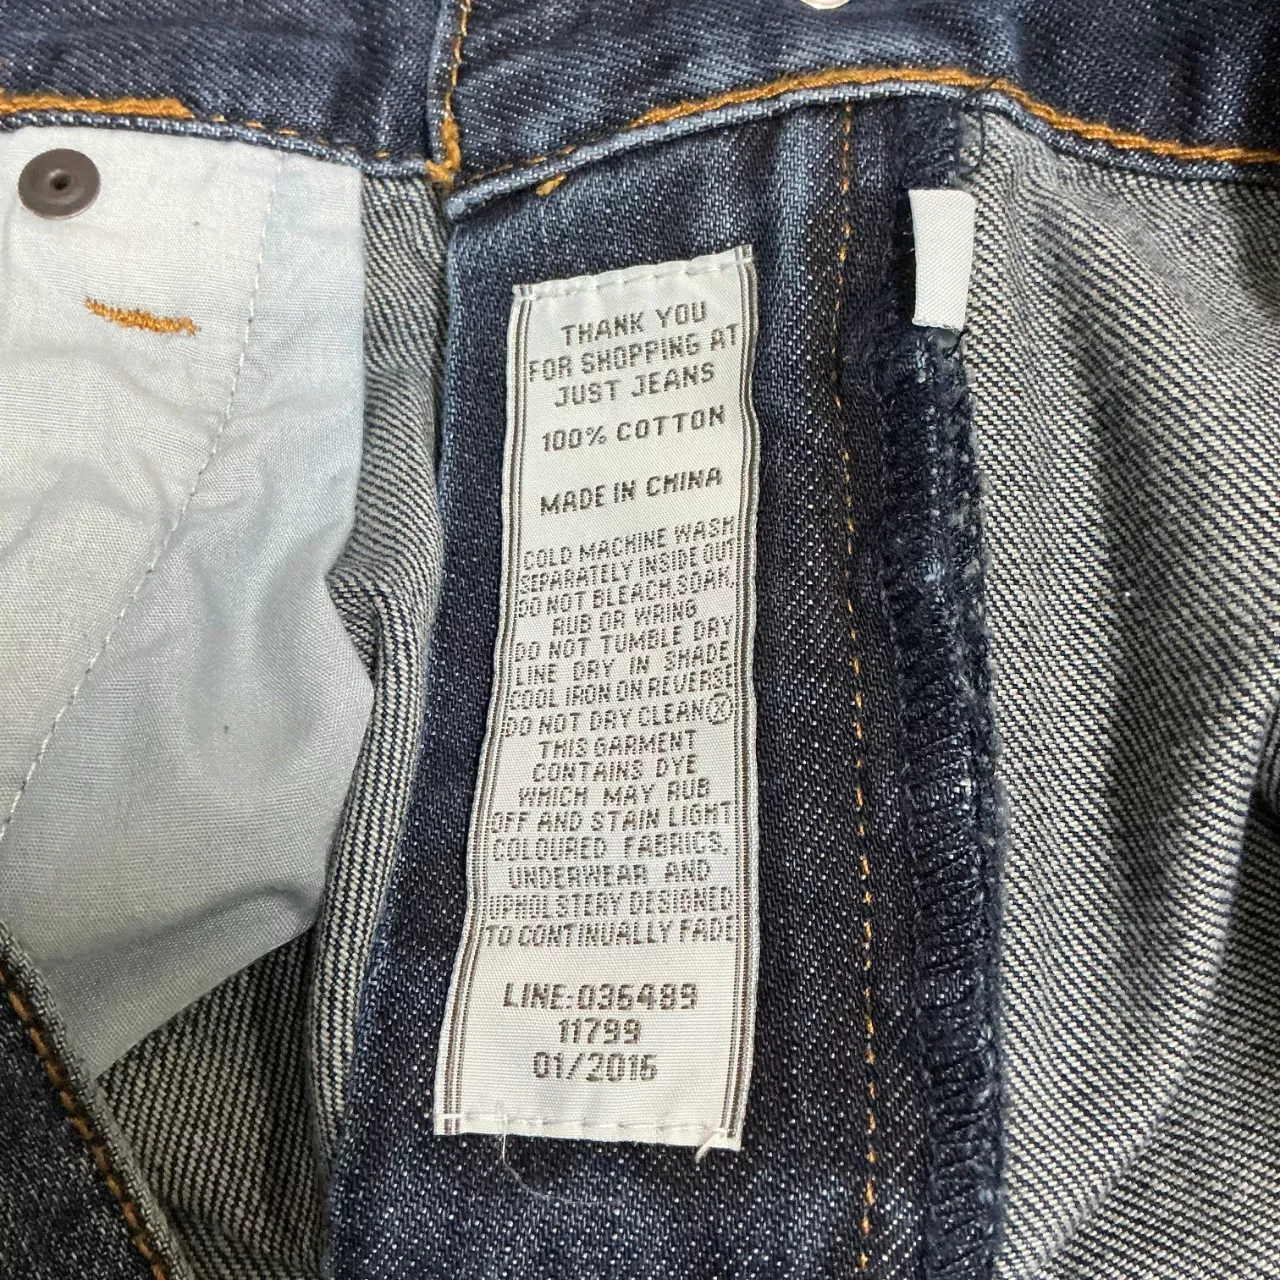 THANK YOU
FOR SHOPPING AT
JUST JEANS
100% COTTON
MADE IN CHINA
COLD MACHINE WASH
SEPARATELY INSIDE OUT
DO NOT BLEACH,SOAK,
RUB OR WRING
DO NOT TUMBLE DRY
LINE DRY IN SHADE
COOL IRON ON REVERSE
DO NOT DRY CLEAN
THIS GARMENT
CONTAINS DYE
WHICH MAY RUB
OFF AND STAIN LIGHT
COLOURED FABRICS,
UNDERWEAR AND
UPHOLSTERY DESIGNED
TO CONTINUALLY FADE
LINE:036489
11799
01/2016